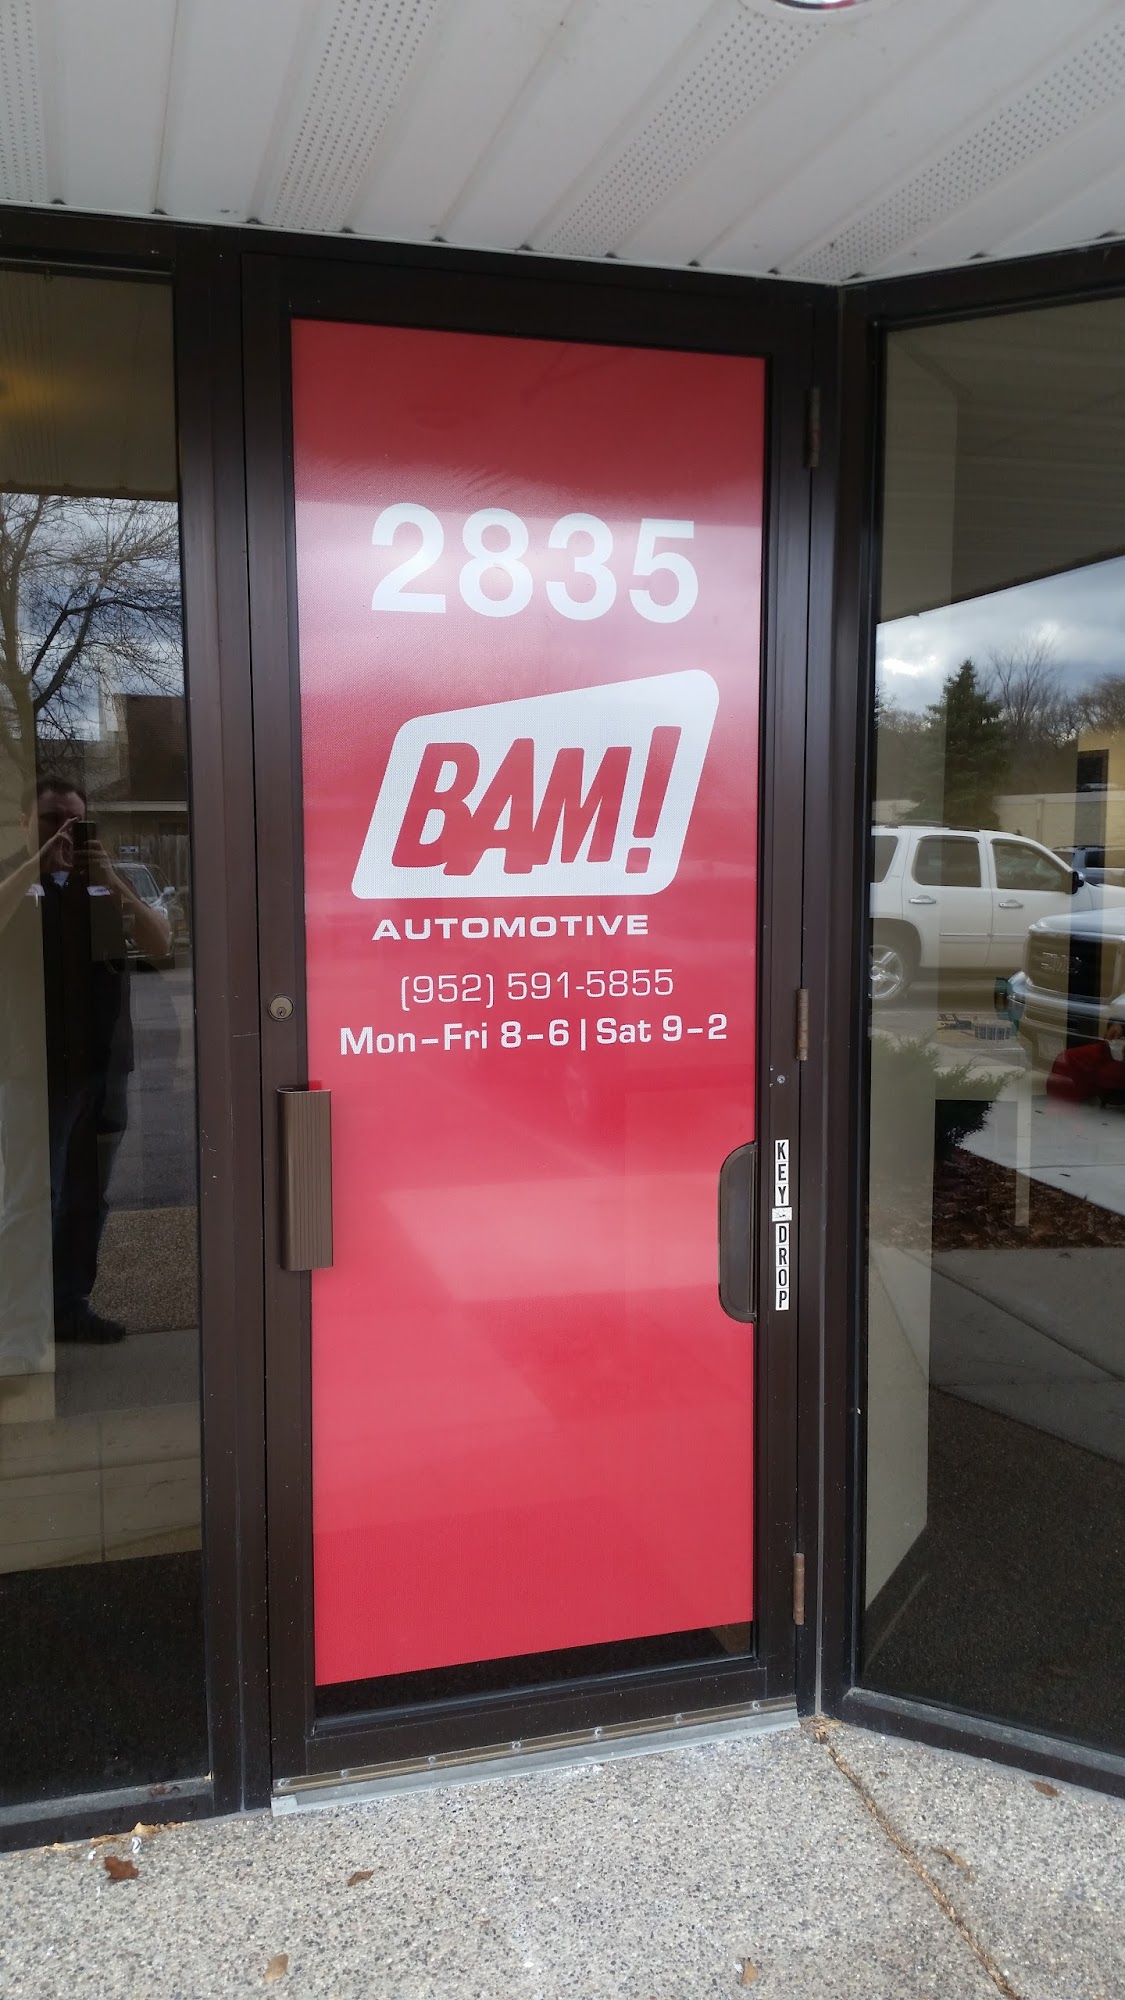 2835
BAM!
AUTOMOTIVE
(952) 591-5855
Mon-Fri 8-6 | Sat 9-2
KEY DROP